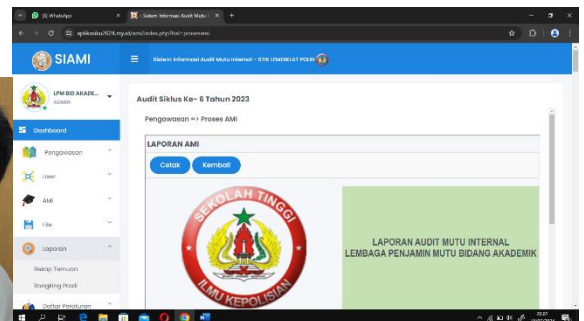 (1) WhatsApp
Sistem Informasi Audit Mutu I
SIAMI
Sistem Informasi Audit Mutu Internal - STIK LEMDIKLAT POLRI
LPM BID AKADE...
ADMIN
Dashboard
Pengawasan
User
AMI
File
Laporan
Rekap Temuan
Rangking Prodi
Daftar Peraturan
Audit Siklus Ke- 6 Tahun 2023
Pengawasan => Proses AMI
LAPORAN AMI
Cetak
Kembali
SEKOLAH TINGGI
ILMU KEPOLISIAN
LAPORAN AUDIT MUTU INTERNAL
LEMBAGA PENJAMIN MUTU BIDANG AKADEMIK